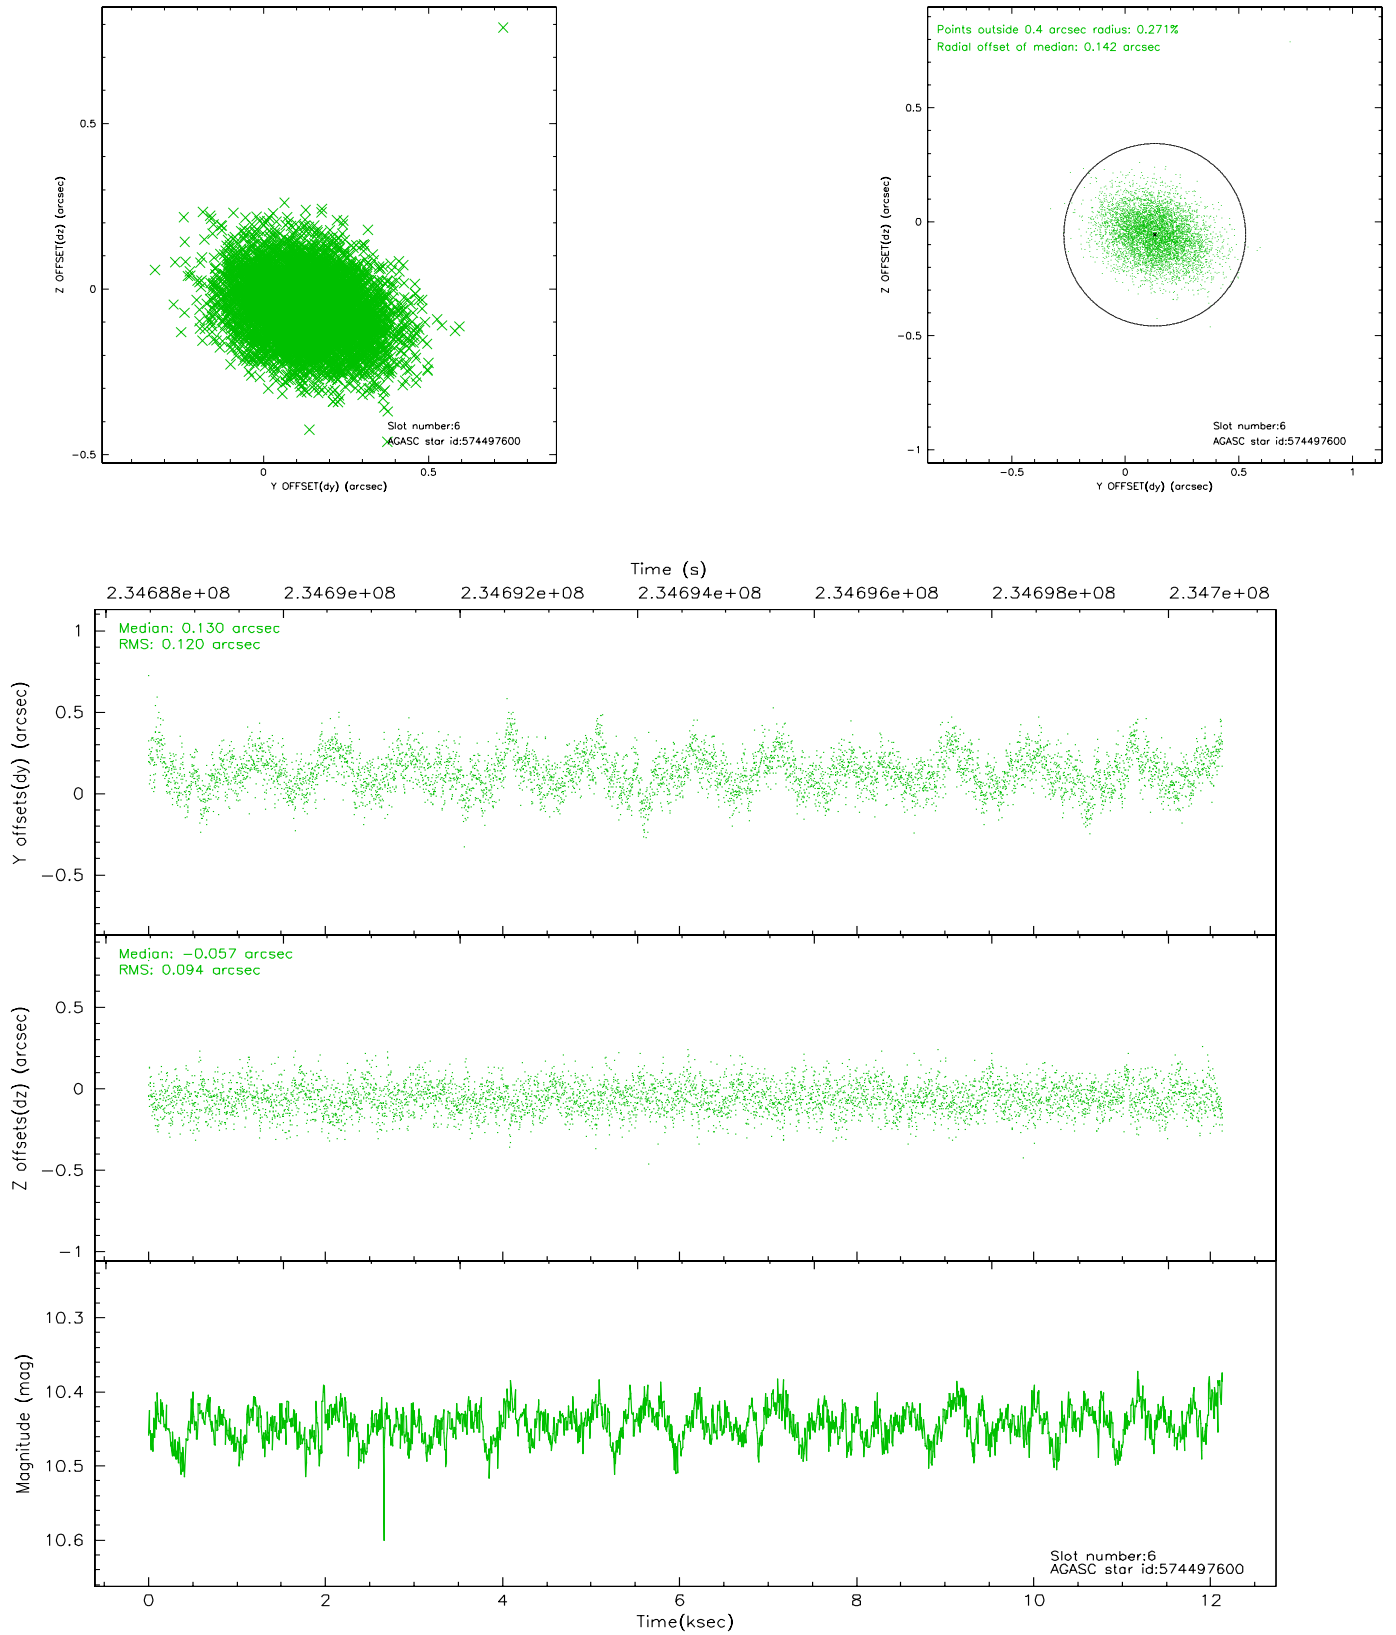 Points outside 0.4 arcsec radius: 0.271%
Radial offset of median: 0.142 arcsec
0.5
0
-0.5
Z OFFSET(dz) (arcsec)
Slot number:6
AGASC star id:574497600
0
0.5
Y OFFSET(dy) (arcsec)
0.5
0
-0.5
-1
Z OFFSET(dz) (arcsec)
Slot number:6
AGASC star id:574497600
-0.5
0
0.5
1
Y OFFSET(dy) (arcsec)
Time (s)
2.34688e+08
2.3469e+08
2.34692e+08
2.34694e+08
2.34696e+08
2.34698e+08
2.347e+08
Median: 0.130 arcsec
RMS: 0.120 arcsec
1
0.5
0
-0.5
Y offsets(dy) (arcsec)
Median: -0.057 arcsec
RMS: 0.094 arcsec
0.5
0
-0.5
-1
Z offsets(dz) (arcsec)
10.3
10.4
10.5
10.6
Magnitude (mag)
Slot number:6
AGASC star id:574497600
0
2
4
6
8
10
12
Time(ksec)